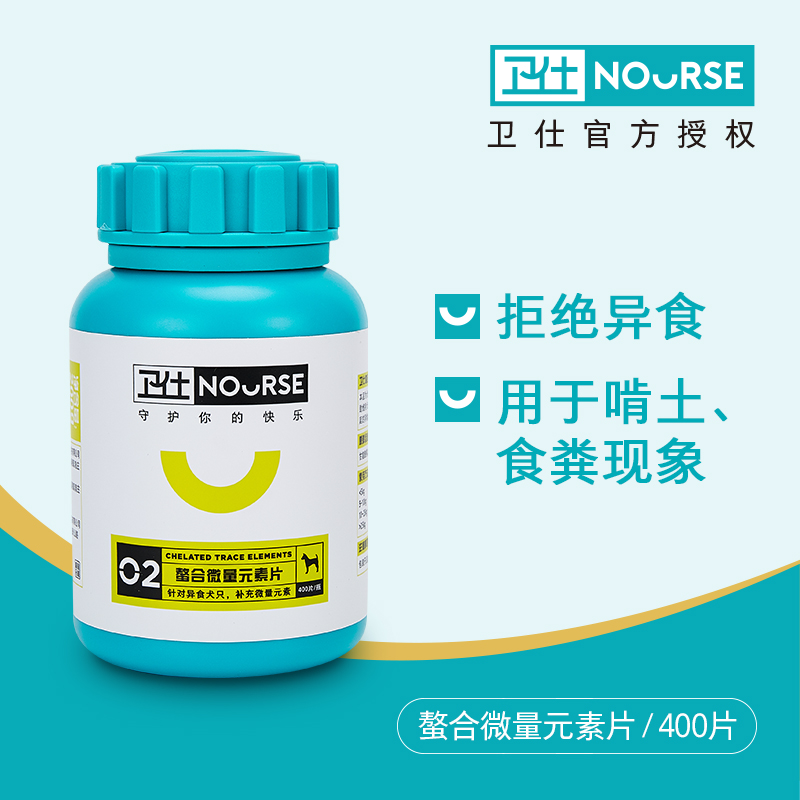 卫仕 NOURSE
卫仕官方授权
拒绝异食
用于啃土、
食粪现象
卫仕 NOURSE
守护你的快乐
02
CHELATED TRACE ELEMENTS
螯合微量元素片
针对异食犬只，补充微量元素
400片/瓶
螯合微量元素片 / 400片